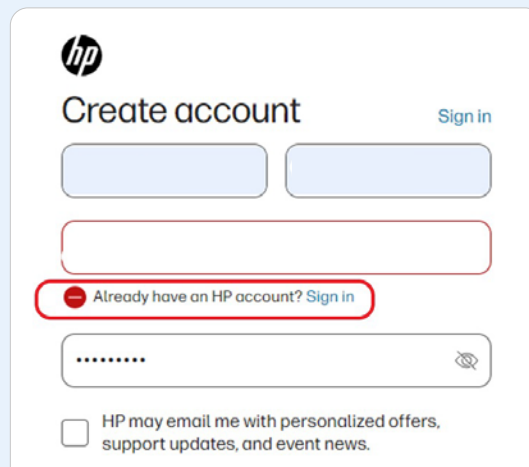 hp
Create account
Sign in
Already have an HP account? Sign in
•••••••••
HP may email me with personalized offers,
support updates, and event news.